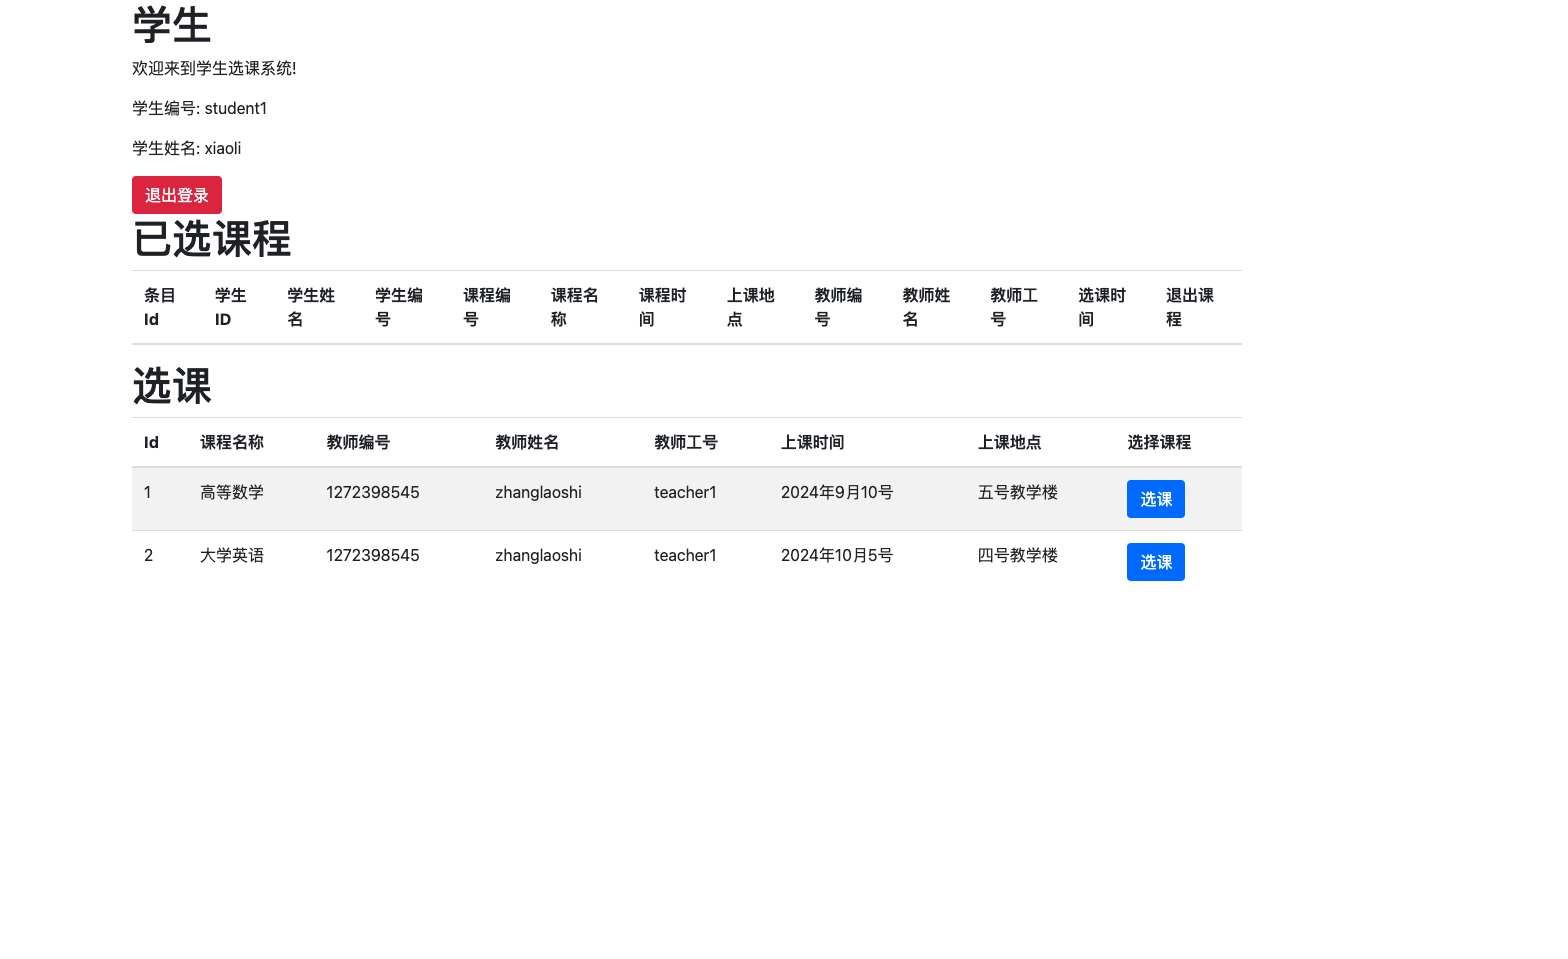 学生
欢迎来到学生选课系统!
学生编号: student1
学生姓名: xiaoli
退出登录
已选课程
条目 学生 学生姓 学生编 课程编 课程名 课程时 上课地 教师编 教师姓 教师工 选课时 退出课
Id ID 名 号 号 称 间 点 号 名 号 间 程
选课
Id 课程名称 教师编号 教师姓名 教师工号 上课时间 上课地点 选择课程
1 高等数学 1272398545 zhanglaoshi teacher1 2024年9月10号 五号教学楼 选课
2 大学英语 1272398545 zhanglaoshi teacher1 2024年10月5号 四号教学楼 选课